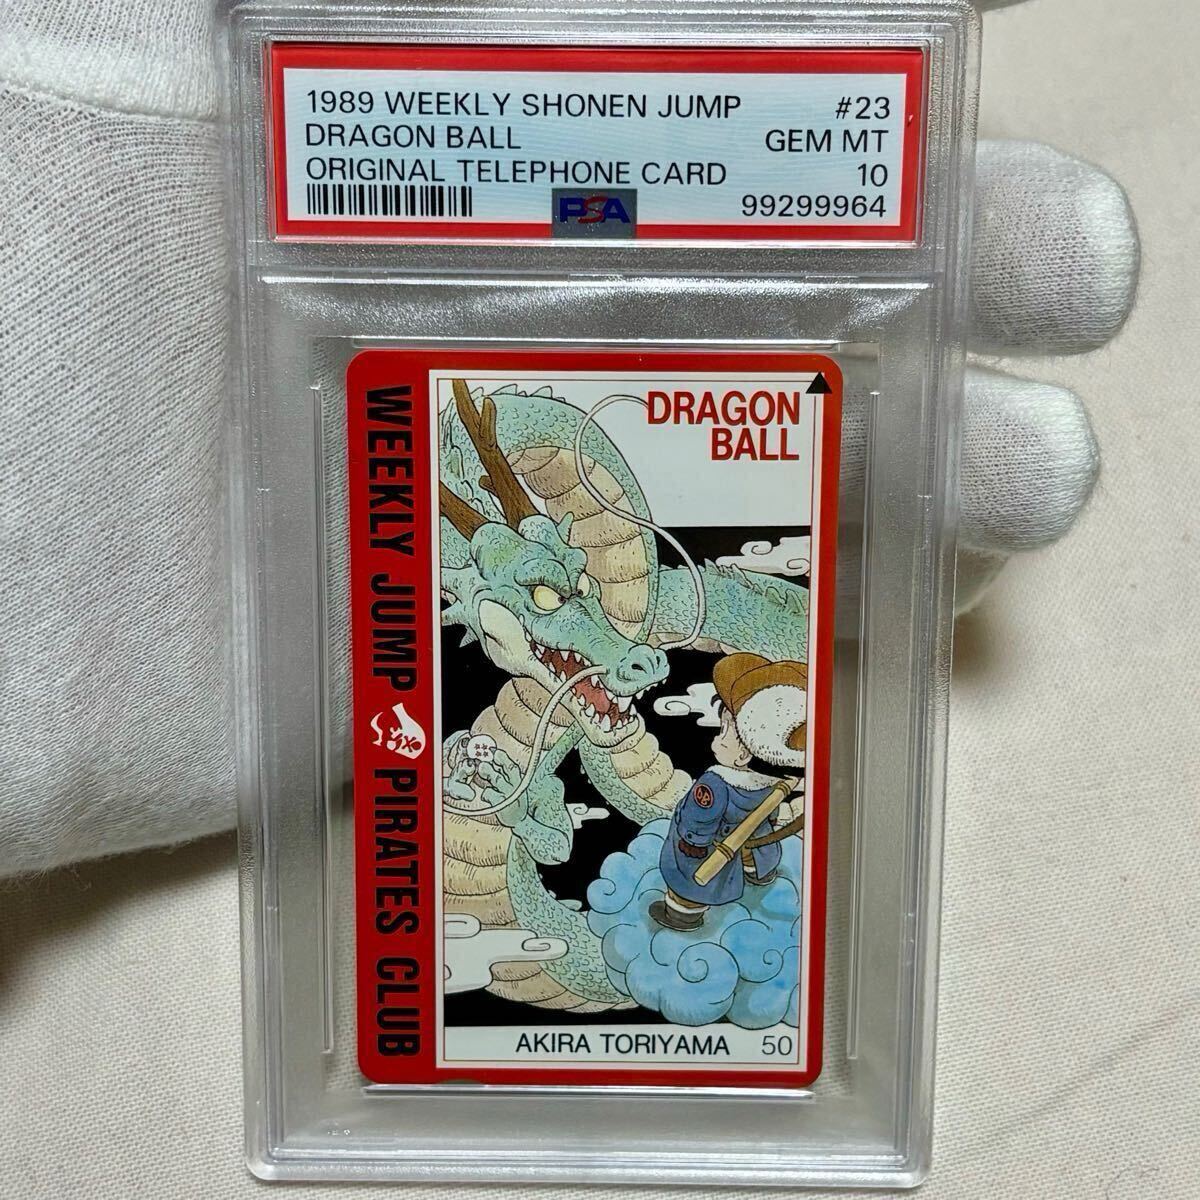 1989 WEEKLY SHONEN JUMP #23
DRAGON BALL GEM MT
ORIGINAL TELEPHONE CARD 10
PSA 99299964
DRAGON
BALL
WEEKLY JUMP PIRATES CLUB
AKIRA TORIYAMA 50